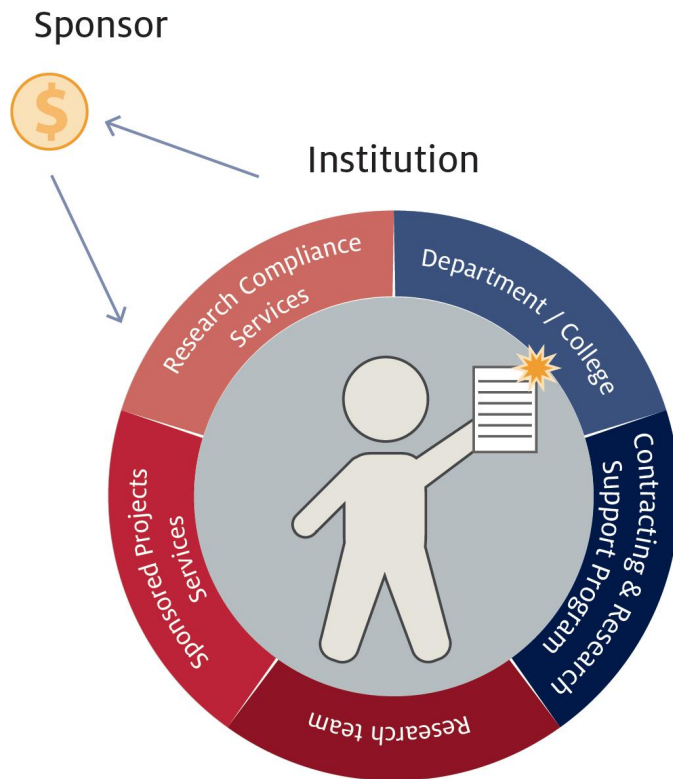 Sponsor
$
Institution
Research Compliance
Services
Department / College
Contracting & Research
Support Program
Research team
Sponsored Projects
Services